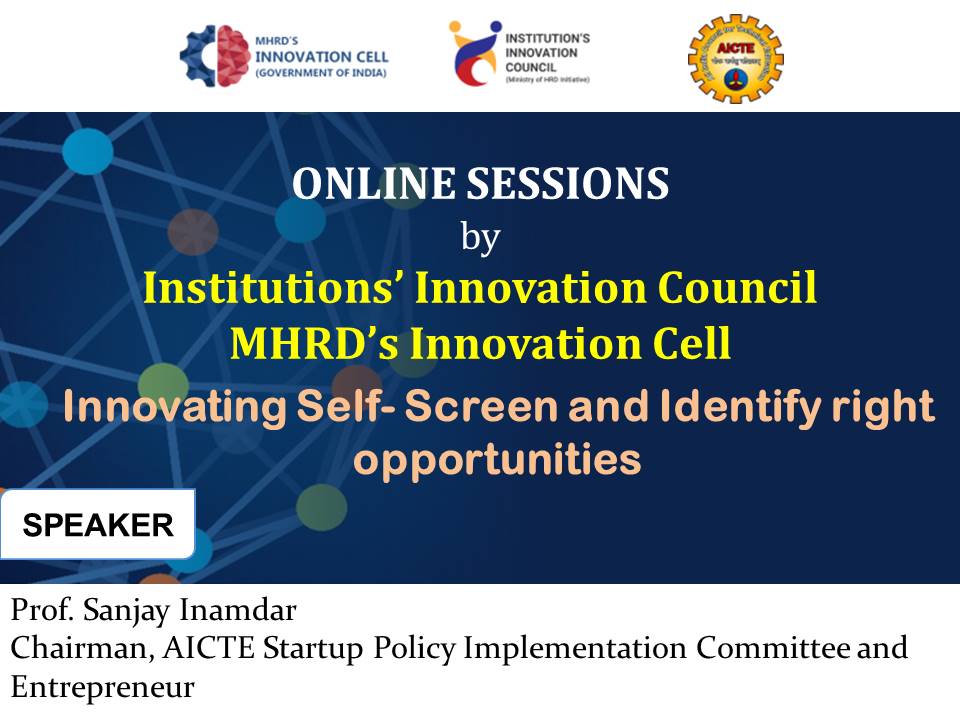 MHRD'S
INNOVATION CELL
(GOVERNMENT OF INDIA)
INSTITUTION'S
INNOVATION
COUNCIL
(Ministry of HRD Initiative)
AICTE
ONLINE SESSIONS
by
Institutions’ Innovation Council
MHRD’s Innovation Cell
Innovating Self- Screen and Identify right
opportunities
SPEAKER
Prof. Sanjay Inamdar
Chairman, AICTE Startup Policy Implementation Committee and
Entrepreneur